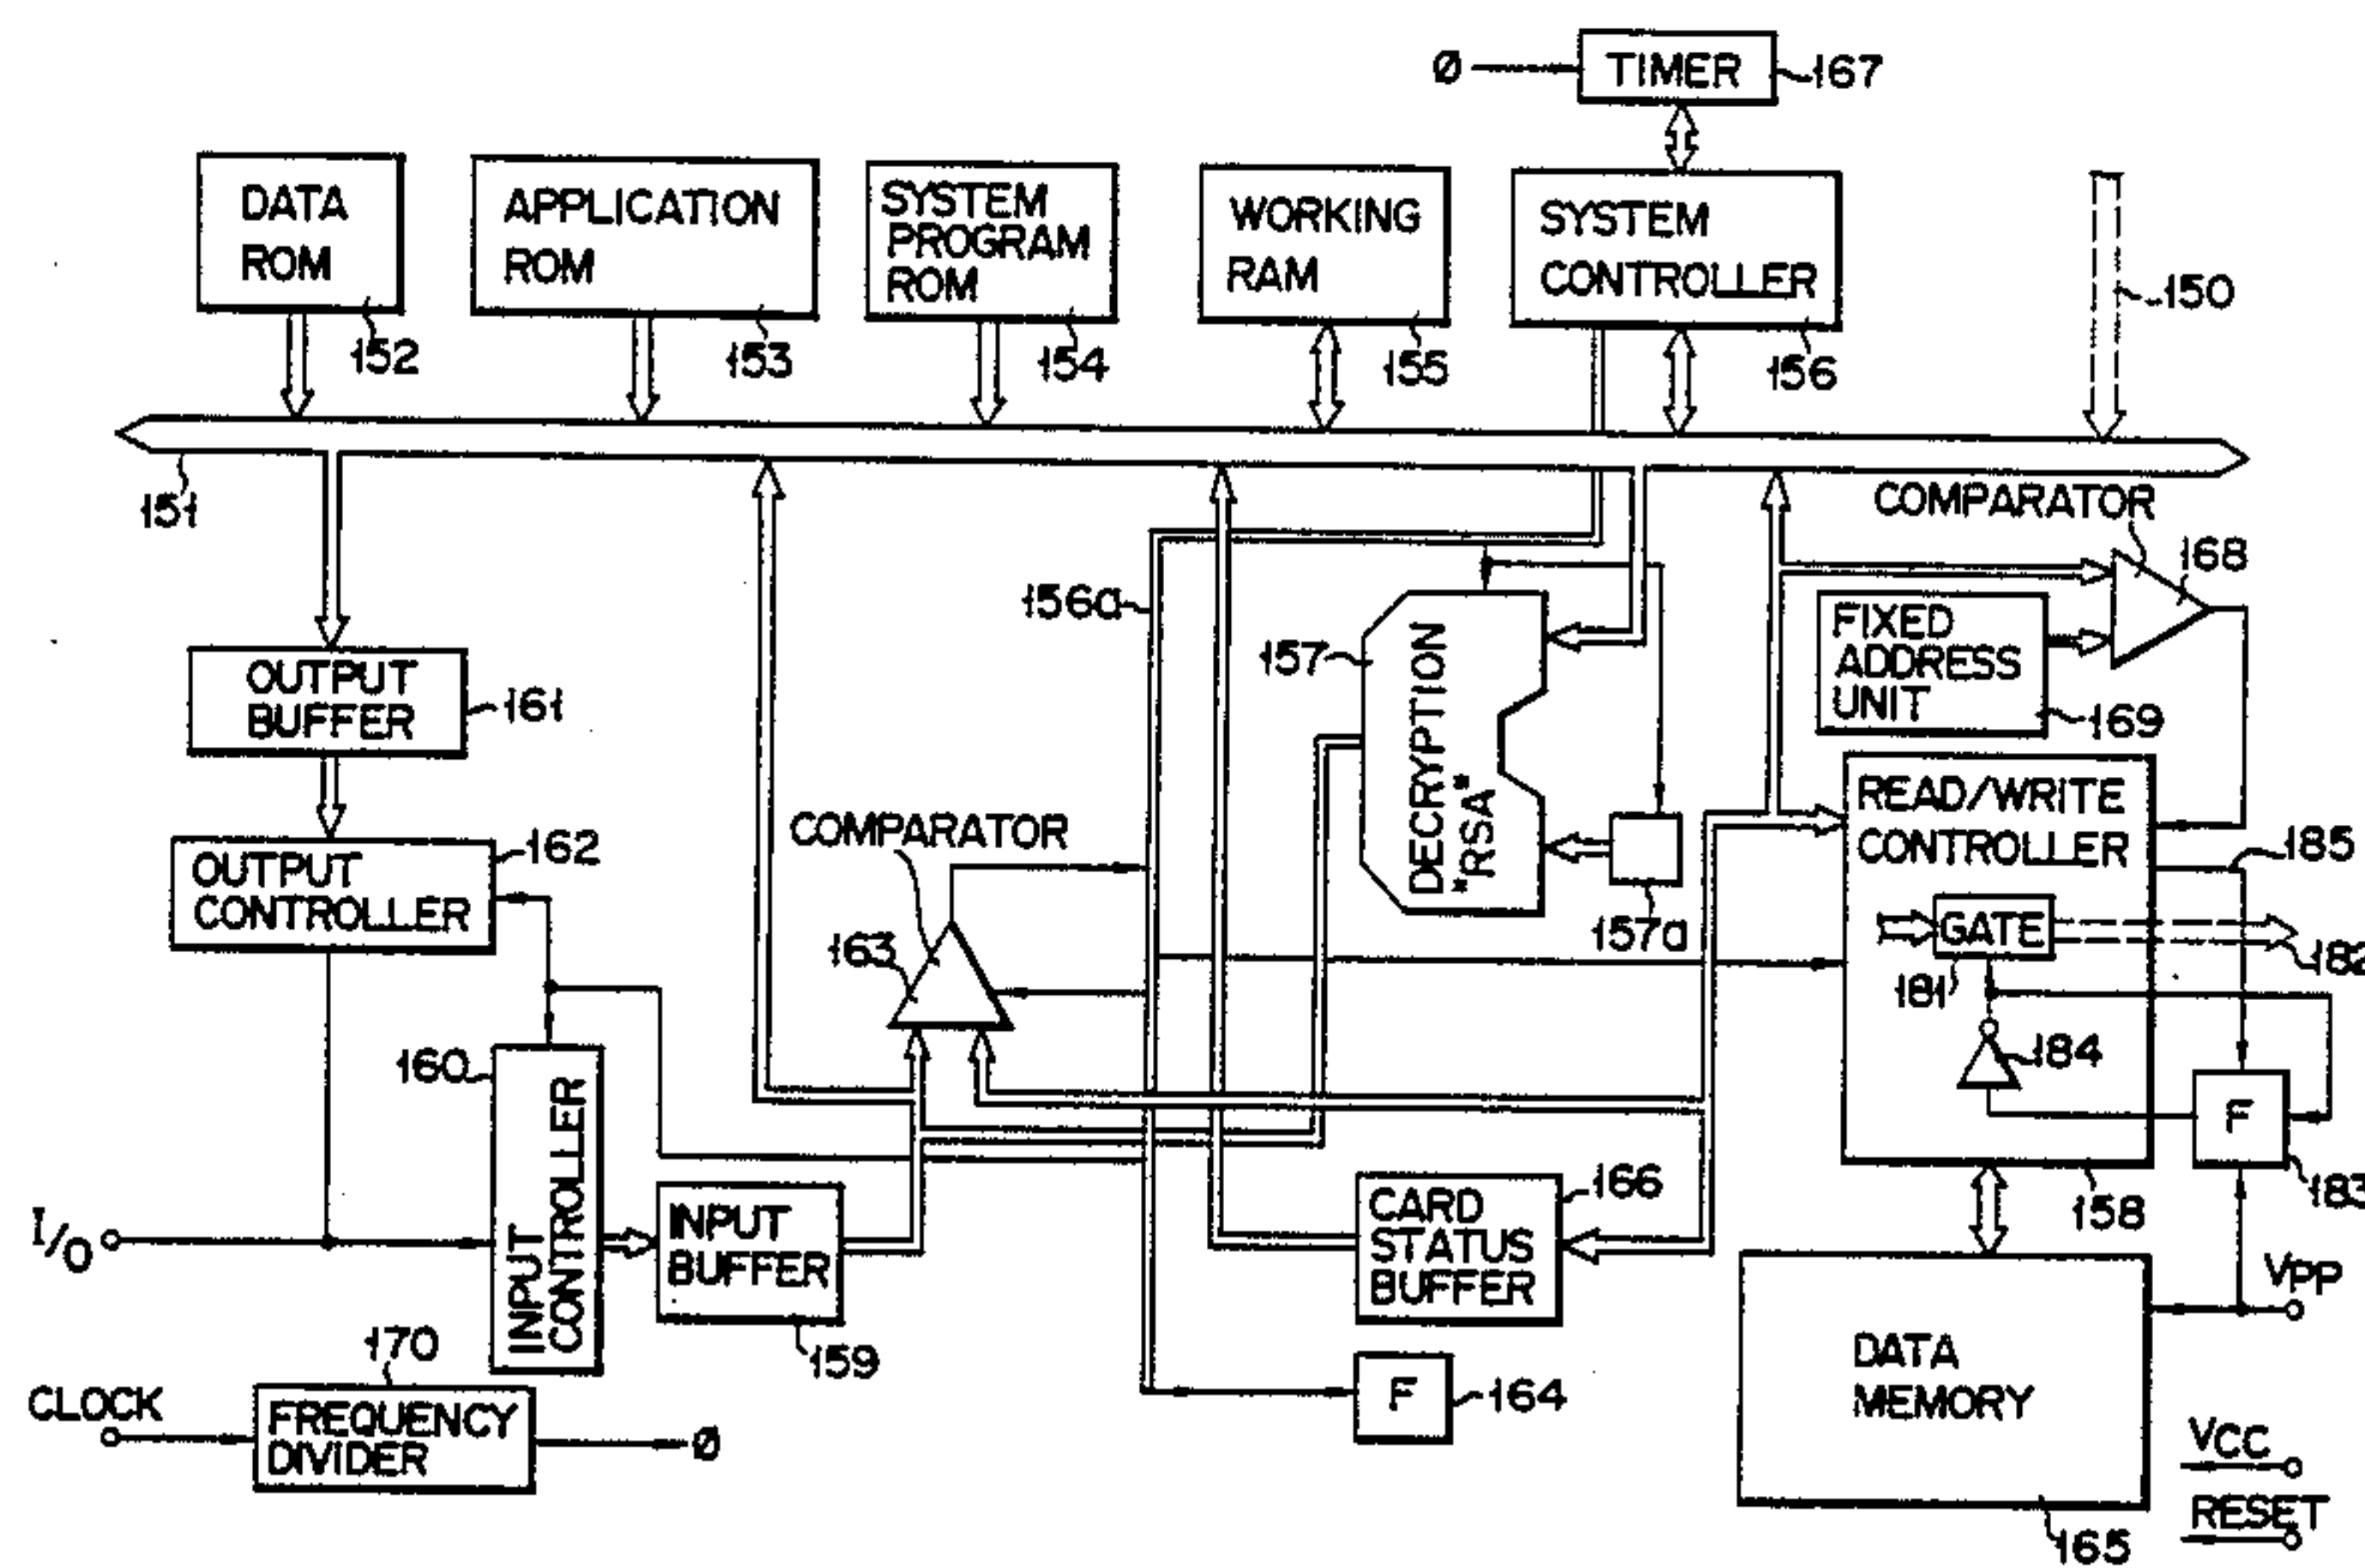 Ø
TIMER
167
DATA
ROM
152
APPLICATION
ROM
153
SYSTEM
PROGRAM
ROM
154
WORKING
RAM
155
SYSTEM
CONTROLLER
156
150
151
COMPARATOR
168
156a
157
DECRYPTION
"RSA"
157a
FIXED
ADDRESS
UNIT
169
OUTPUT
BUFFER
161
OUTPUT
CONTROLLER
162
COMPARATOR
163
READ/WRITE
CONTROLLER
185
GATE
181
182
184
F
183
158
160
INPUT
CONTROLLER
I/O
INPUT
BUFFER
159
CARD
STATUS
BUFFER
166
F
164
VPP
DATA
MEMORY
165
CLOCK
170
FREQUENCY
DIVIDER
Ø
VCC
RESET